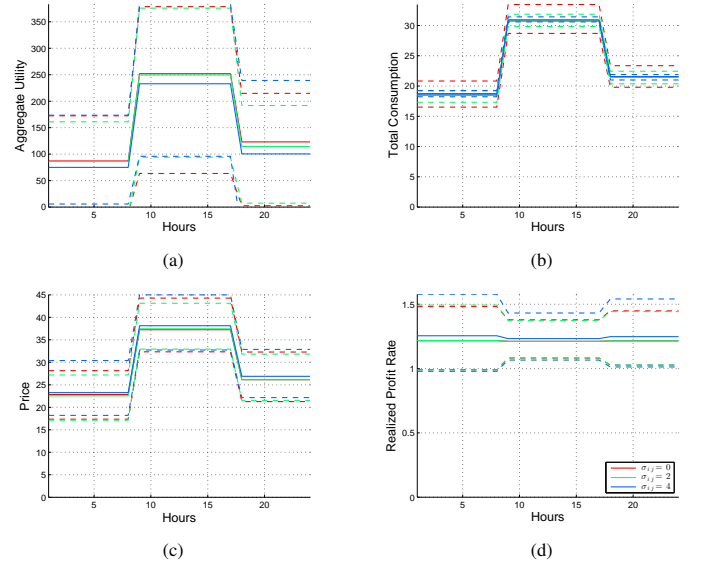 350
300
250
200
150
100
50
0
Aggregate Utility
5 10 15 20
Hours
(a)
30
25
20
15
10
5
0
Total Consumption
5 10 15 20
Hours
(b)
45
40
35
30
25
20
15
10
5
0
Price
5 10 15 20
Hours
(c)
1.5
1
0.5
0
Realized Profit Rate
5 10 15 20
Hours
σij = 0
σij = 2
σij = 4
(d)